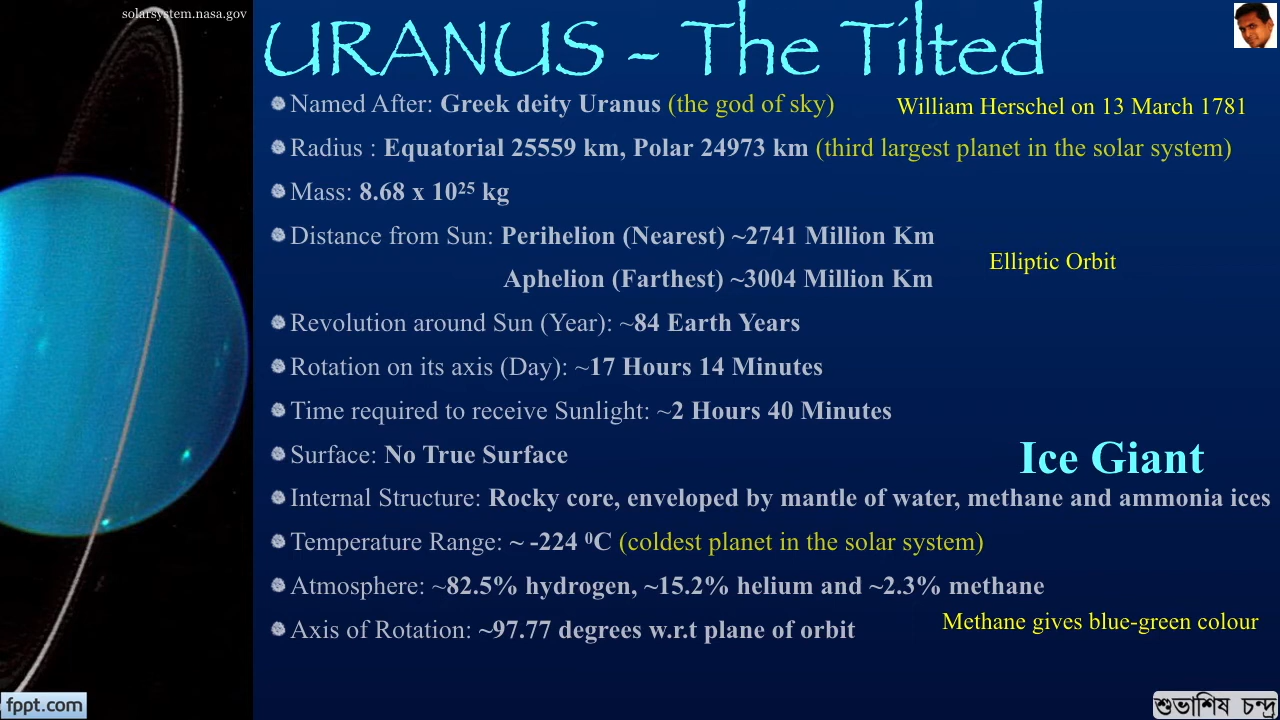 solarsystem.nasa.gov
URANUS - The Tilted
Named After: Greek deity Uranus (the god of sky)
William Herschel on 13 March 1781
Radius : Equatorial 25559 km, Polar 24973 km (third largest planet in the solar system)
Mass: 8.68 x 10²⁵ kg
Distance from Sun: Perihelion (Nearest) ~2741 Million Km
Elliptic Orbit
Aphelion (Farthest) ~3004 Million Km
Revolution around Sun (Year): ~84 Earth Years
Rotation on its axis (Day): ~17 Hours 14 Minutes
Time required to receive Sunlight: ~2 Hours 40 Minutes
Surface: No True Surface
Ice Giant
Internal Structure: Rocky core, enveloped by mantle of water, methane and ammonia ices
Temperature Range: ~ -224 ⁰C (coldest planet in the solar system)
Atmosphere: ~82.5% hydrogen, ~15.2% helium and ~2.3% methane
Methane gives blue-green colour
Axis of Rotation: ~97.77 degrees w.r.t plane of orbit
fppt.com
শুভাশিষ চন্দ্র